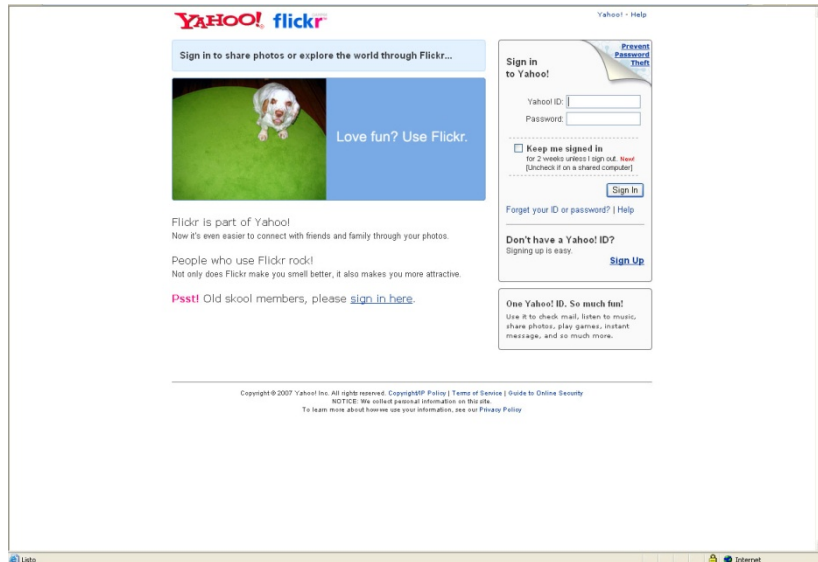 YAHOO! flickr
Yahoo! - Help
Sign in to share photos or explore the world through Flickr...
Love fun? Use Flickr.
Flickr is part of Yahoo!
Now it's even easier to connect with friends and family through your photos.
People who use Flickr rock!
Not only does Flickr make you smell better, it also makes you more attractive.
Psst! Old skool members, please sign in here.
Prevent
Password
Theft
Sign in
to Yahoo!
Yahoo! ID:
Password:
Keep me signed in
for 2 weeks unless I sign out. New!
[Uncheck if on a shared computer]
Sign In
Forget your ID or password? | Help
Don't have a Yahoo! ID?
Signing up is easy.
Sign Up
One Yahoo! ID. So much fun!
Use it to check mail, listen to music,
share photos, play games, instant
message, and so much more.
Copyright © 2007 Yahoo! Inc. All rights reserved. Copyright/IP Policy | Terms of Service | Guide to Online Security
NOTICE: We collect personal information on this site.
To learn more about how we use your information, see our Privacy Policy
Listo
Internet